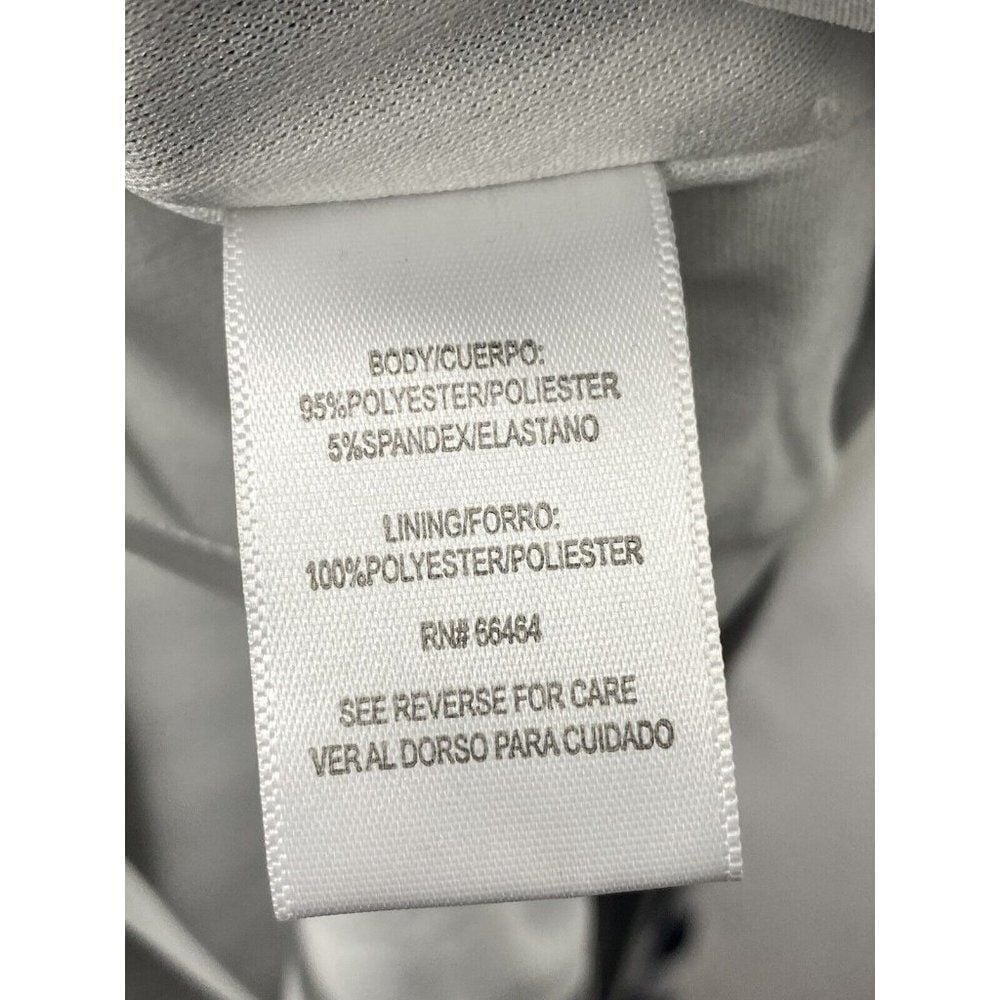 BODY/CUERPO:
95%POLYESTER/POLIESTER
5%SPANDEX/ELASTANO
LINING/FORRO:
100%POLYESTER/POLIESTER
RN# 66464
SEE REVERSE FOR CARE
VER AL DORSO PARA CUIDADO